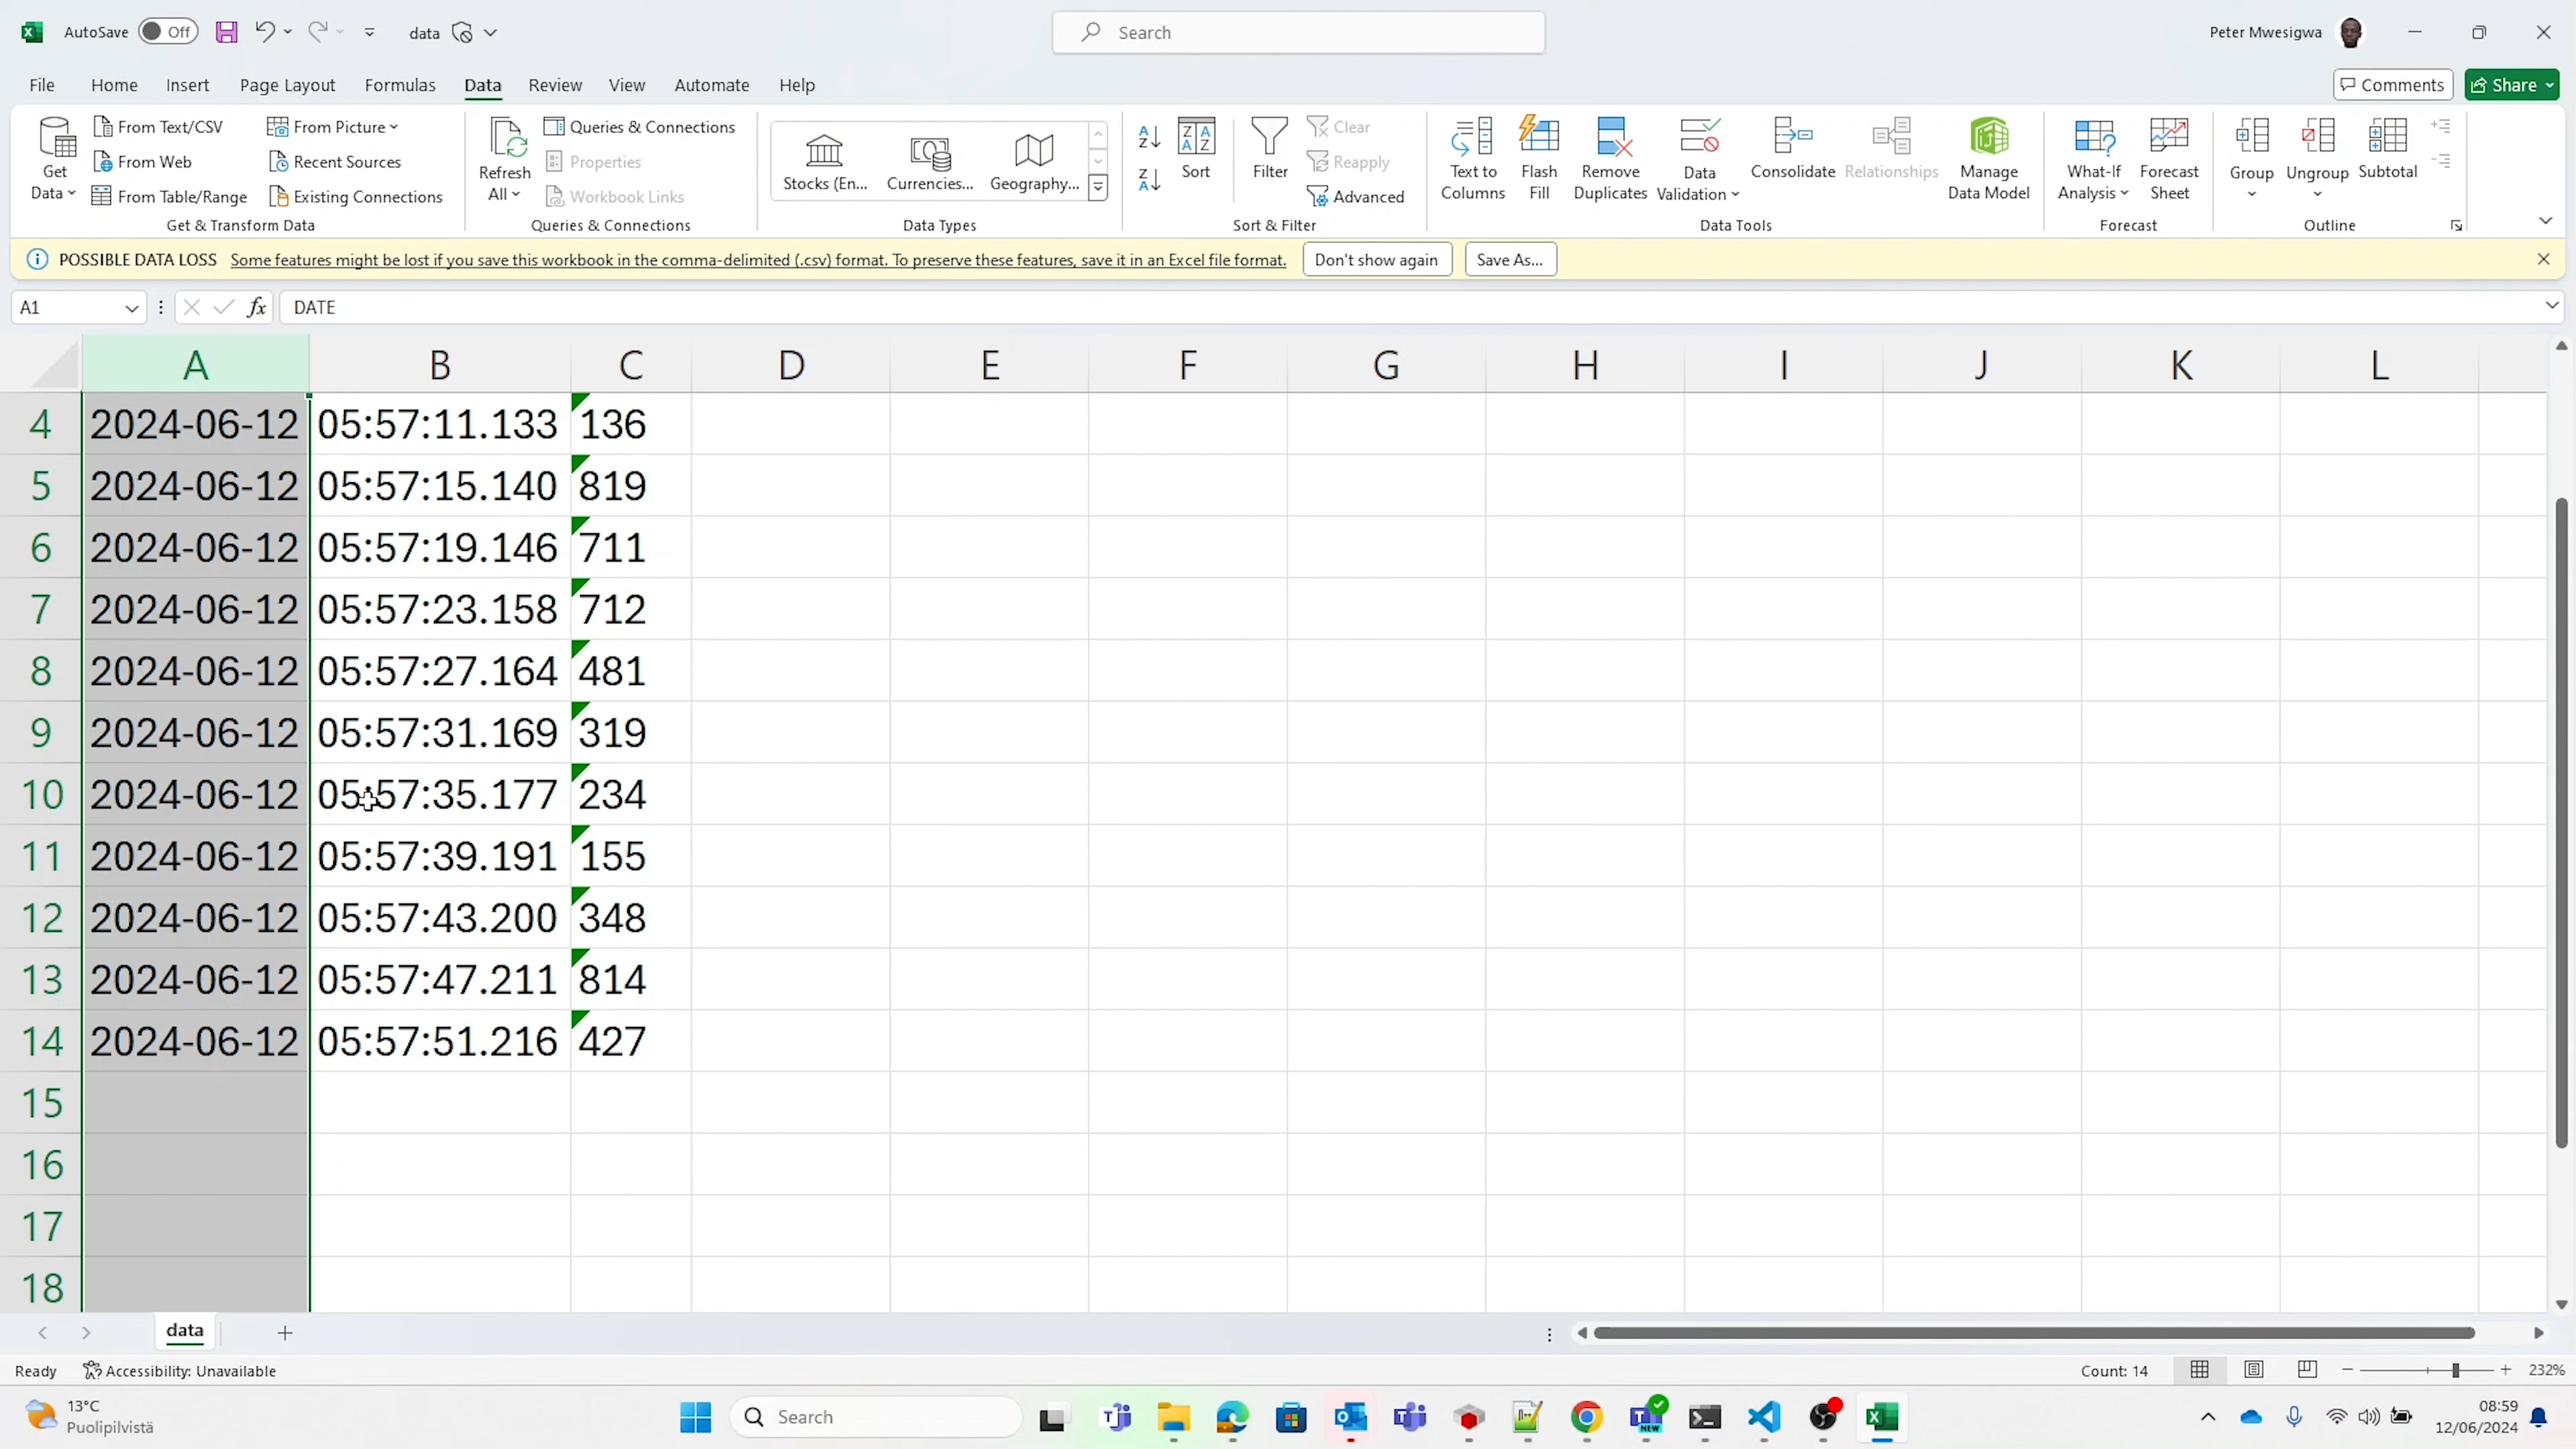 AutoSave Off data Search Peter Mwesigwa
File Home Insert Page Layout Formulas Data Review View Automate Help Comments Share
Get Data
From Text/CSV
From Web
From Table/Range
From Picture
Recent Sources
Existing Connections
Get & Transform Data
Refresh All
Queries & Connections
Properties
Workbook Links
Queries & Connections
Stocks (En... Currencies... Geography...
Data Types
Sort
Filter
Clear
Reapply
Advanced
Sort & Filter
Text to Columns
Flash Fill
Remove Duplicates
Data Validation
Consolidate
Relationships
Manage Data Model
Data Tools
What-If Analysis
Forecast Sheet
Forecast
Group
Ungroup
Subtotal
Outline
POSSIBLE DATA LOSS Some features might be lost if you save this workbook in the comma-delimited (.csv) format. To preserve these features, save it in an Excel file format. Don't show again Save As...
A1 fx DATE
A B C D E F G H I J K L
4 2024-06-12 05:57:11.133 136
5 2024-06-12 05:57:15.140 819
6 2024-06-12 05:57:19.146 711
7 2024-06-12 05:57:23.158 712
8 2024-06-12 05:57:27.164 481
9 2024-06-12 05:57:31.169 319
10 2024-06-12 05:57:35.177 234
11 2024-06-12 05:57:39.191 155
12 2024-06-12 05:57:43.200 348
13 2024-06-12 05:57:47.211 814
14 2024-06-12 05:57:51.216 427
15
16
17
18
data
Ready Accessibility: Unavailable Count: 14 232%
13°C
Puolipilvistä
Search
NEW
08:59
12/06/2024